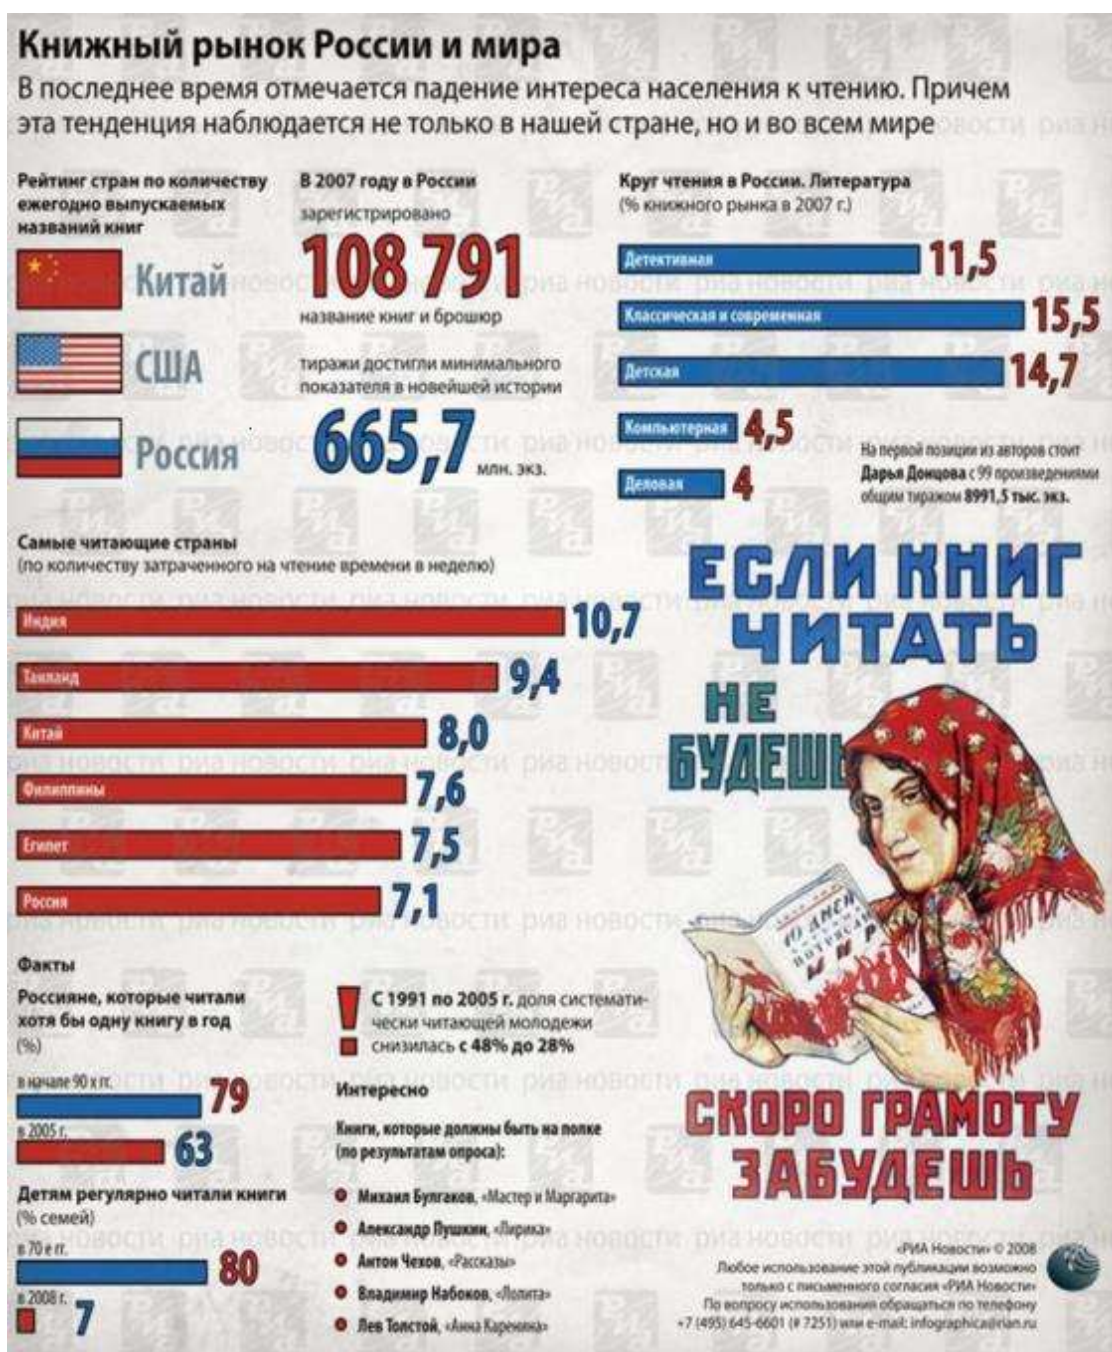 Книжный рынок России и мира
В последнее время отмечается падение интереса населения к чтению. Причем
эта тенденция наблюдается не только в нашей стране, но и во всем мире
Рейтинг стран по количеству
ежегодно выпускаемых
названий книг
Китай
США
Россия
В 2007 году в России
зарегистрировано
108 791
название книг и брошюр
тиражи достигли минимального
показателя в новейшей истории
665,7 млн. экз.
Круг чтения в России. Литература
(% книжного рынка в 2007 г.)
Детективная 11,5
Классическая и современная 15,5
Детская 14,7
Компьютерная 4,5
Деловая 4
На первой позиции из авторов стоит
Дарья Донцова с 99 произведениями
общим тиражом 8991,5 тыс. экз.
Самые читающие страны
(по количеству затраченного на чтение времени в неделю)
Индия 10,7
Таиланд 9,4
Китай 8,0
Филиппины 7,6
Египет 7,5
Россия 7,1
ЕСЛИ КНИГ
ЧИТАТЬ
НЕ
БУДЕШЬ
10 ДНЕЙ
МИР
СКОРО ГРАМОТУ
ЗАБУДЕШЬ
Факты
Россияне, которые читали
хотя бы одну книгу в год
(%)
в начале 90 х гг.
79
в 2005 г.
63
Детям регулярно читали книги
(% семей)
в 70 е гг.
80
в 2008 г.
7
С 1991 по 2005 г. доля системати-
чески читающей молодежи
снизилась с 48% до 28%
Интересно
Книги, которые должны быть на полке
(по результатам опроса):
Михаил Булгаков, «Мастер и Маргарита»
Александр Пушкин, «Лирика»
Антон Чехов, «Рассказы»
Владимир Набоков, «Лолита»
Лев Толстой, «Анна Каренина»
«РИА Новости» © 2008
Любое использование этой публикации возможно
только с письменного согласия «РИА Новости»
По вопросу использования обращаться по телефону
+7 (495) 645-6601 (# 7251) или e-mail: infographica@rian.ru